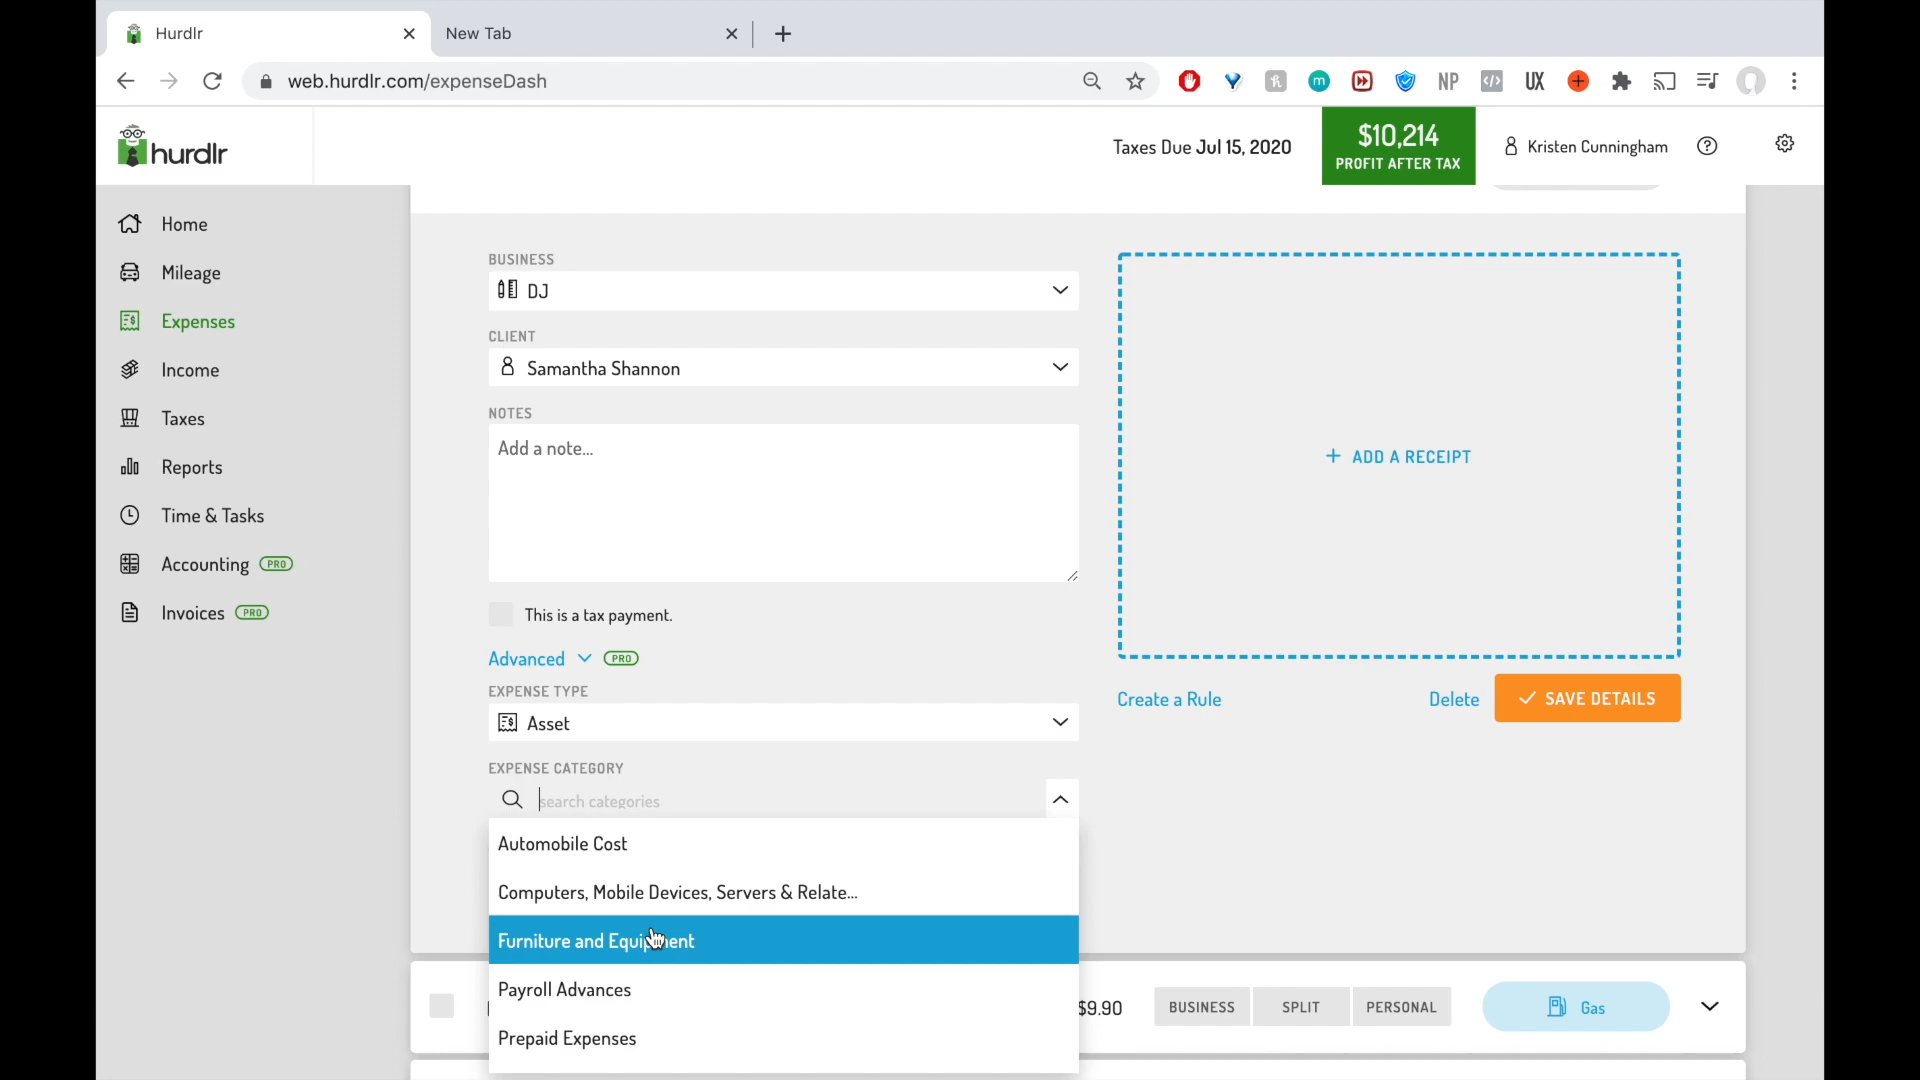 Hurdlr
New Tab
web.hurdlr.com/expenseDash
NP
UX
m
hurdlr
Taxes Due Jul 15, 2020
$10,214
PROFIT AFTER TAX
Kristen Cunningham
Home
Mileage
Expenses
Income
Taxes
Reports
Time & Tasks
Accounting PRO
Invoices PRO
BUSINESS
DJ
CLIENT
Samantha Shannon
NOTES
Add a note...
This is a tax payment.
Advanced PRO
EXPENSE TYPE
Asset
EXPENSE CATEGORY
search categories
Automobile Cost
Computers, Mobile Devices, Servers & Relate...
Furniture and Equipment
Payroll Advances
Prepaid Expenses
+ ADD A RECEIPT
Create a Rule
Delete
SAVE DETAILS
$9.90
BUSINESS
SPLIT
PERSONAL
Gas